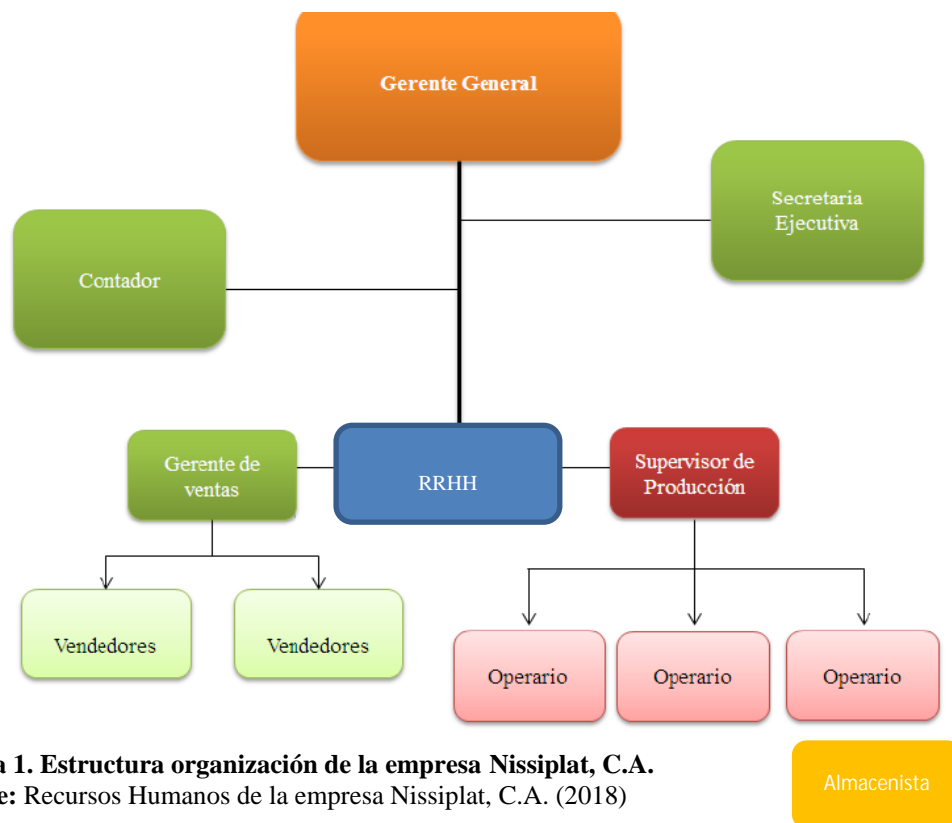 Gerente General
Secretaria
Ejecutiva
Contador
Gerente de
ventas
RRHH
Supervisor de
Producción
Vendedores
Vendedores
Operario
Operario
Operario
a 1. Estructura organización de la empresa Nissiplat, C.A.
e: Recursos Humanos de la empresa Nissiplat, C.A. (2018)
Almacenista